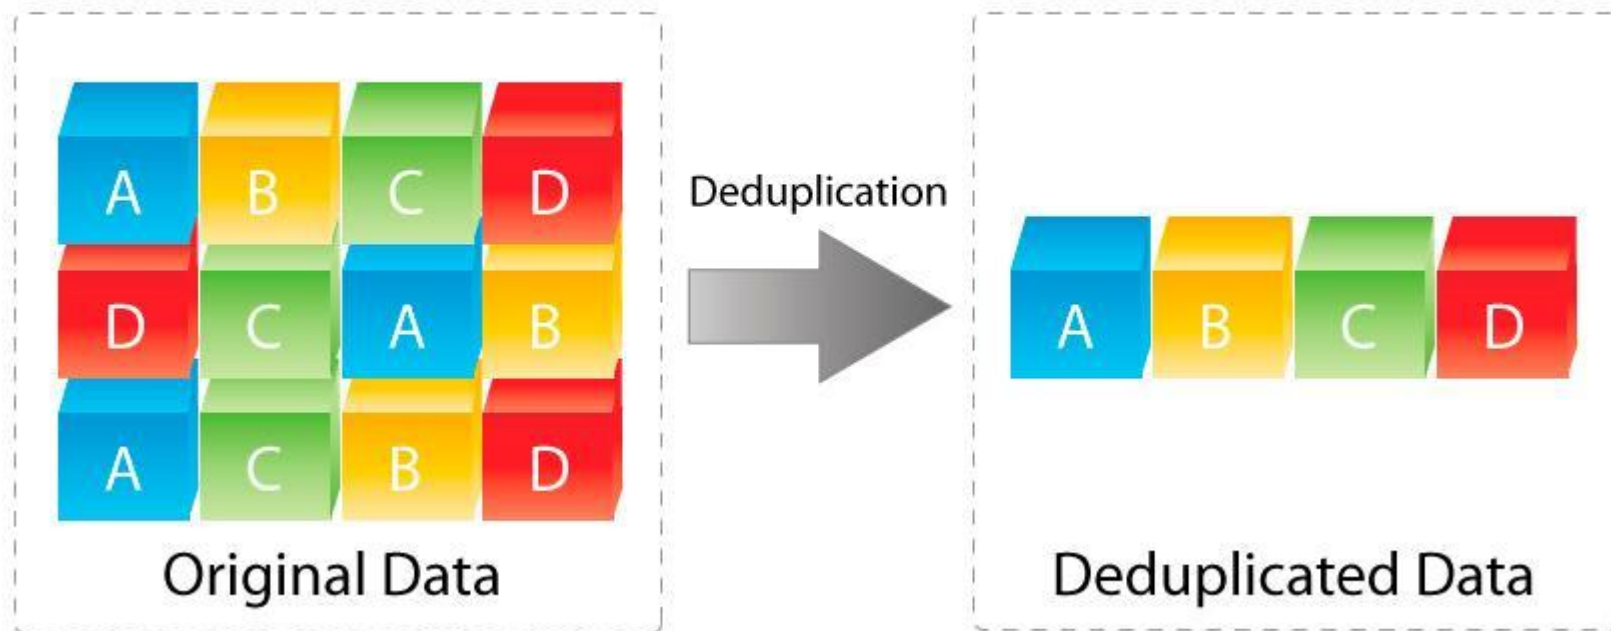 A B C D
D C A B
A C B D
Original Data
Deduplication
A B C D
Deduplicated Data